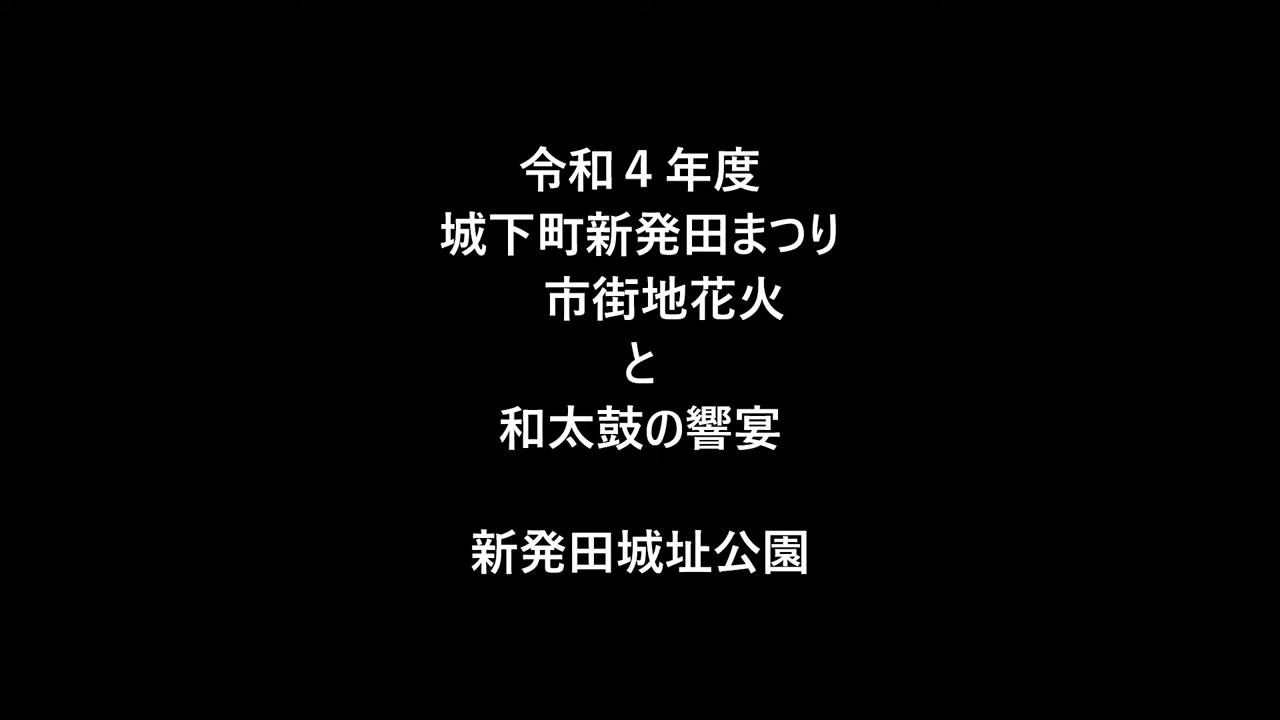 令和４年度
城下町新発田まつり
市街地花火
と
和太鼓の響宴
新発田城址公園